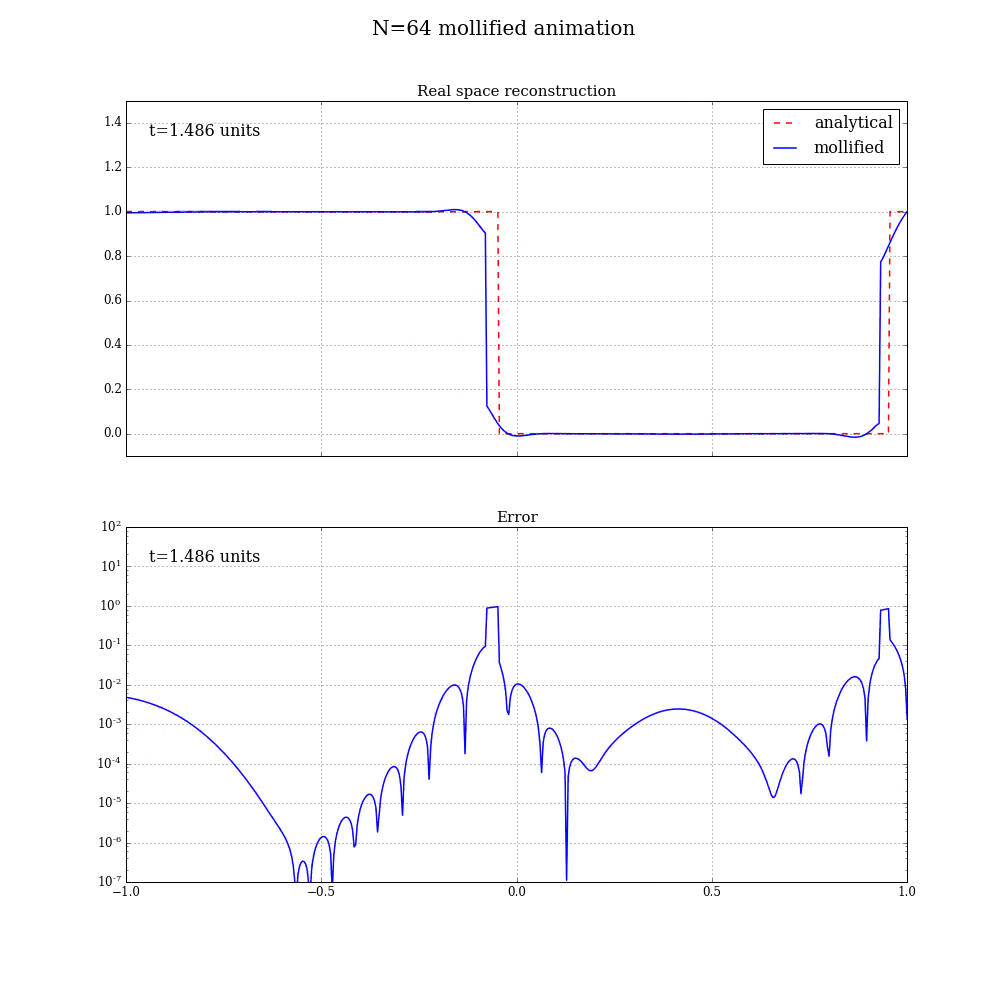 N=64 mollified animation
Real space reconstruction
t=1.486 units
analytical
mollified
1.4
1.2
1.0
0.8
0.6
0.4
0.2
0.0
Error
t=1.486 units
10²
10¹
10⁰
10⁻¹
10⁻²
10⁻³
10⁻⁴
10⁻⁵
10⁻⁶
10⁻⁷
−1.0 −0.5 0.0 0.5 1.0